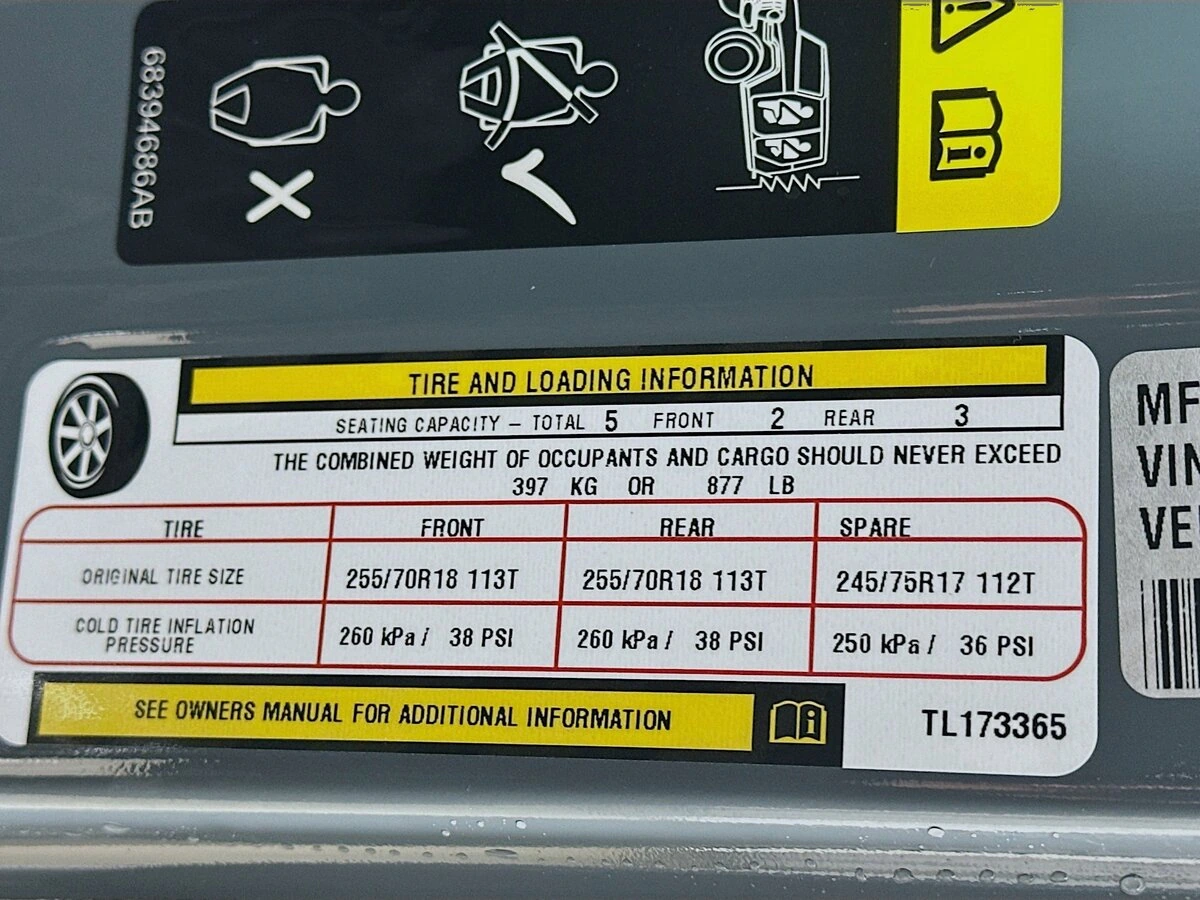 68394686AB
TIRE AND LOADING INFORMATION
SEATING CAPACITY – TOTAL 5 FRONT 2 REAR 3
THE COMBINED WEIGHT OF OCCUPANTS AND CARGO SHOULD NEVER EXCEED
397 KG OR 877 LB
TIRE FRONT REAR SPARE
ORIGINAL TIRE SIZE 255/70R18 113T 255/70R18 113T 245/75R17 112T
COLD TIRE INFLATION
PRESSURE 260 kPa / 38 PSI 260 kPa / 38 PSI 250 kPa / 36 PSI
SEE OWNERS MANUAL FOR ADDITIONAL INFORMATION
TL173365
MF
VIN